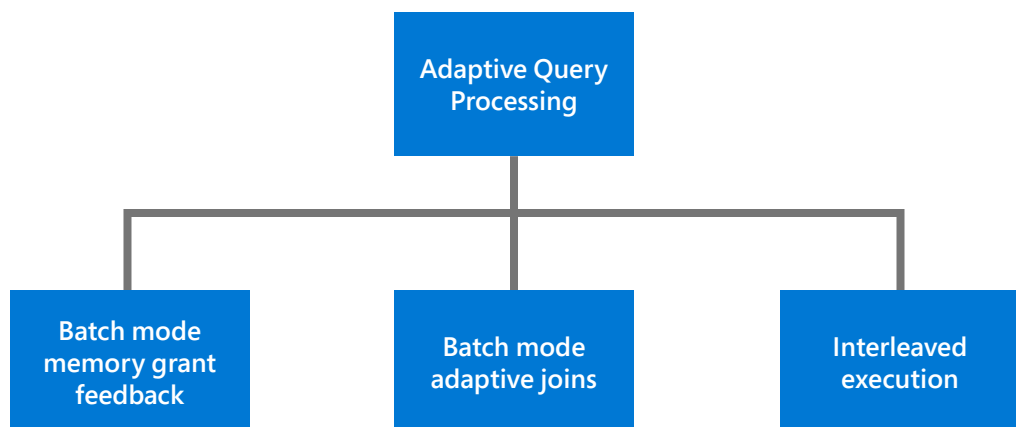 Adaptive Query
Processing
Batch mode
memory grant
feedback
Batch mode
adaptive joins
Interleaved
execution